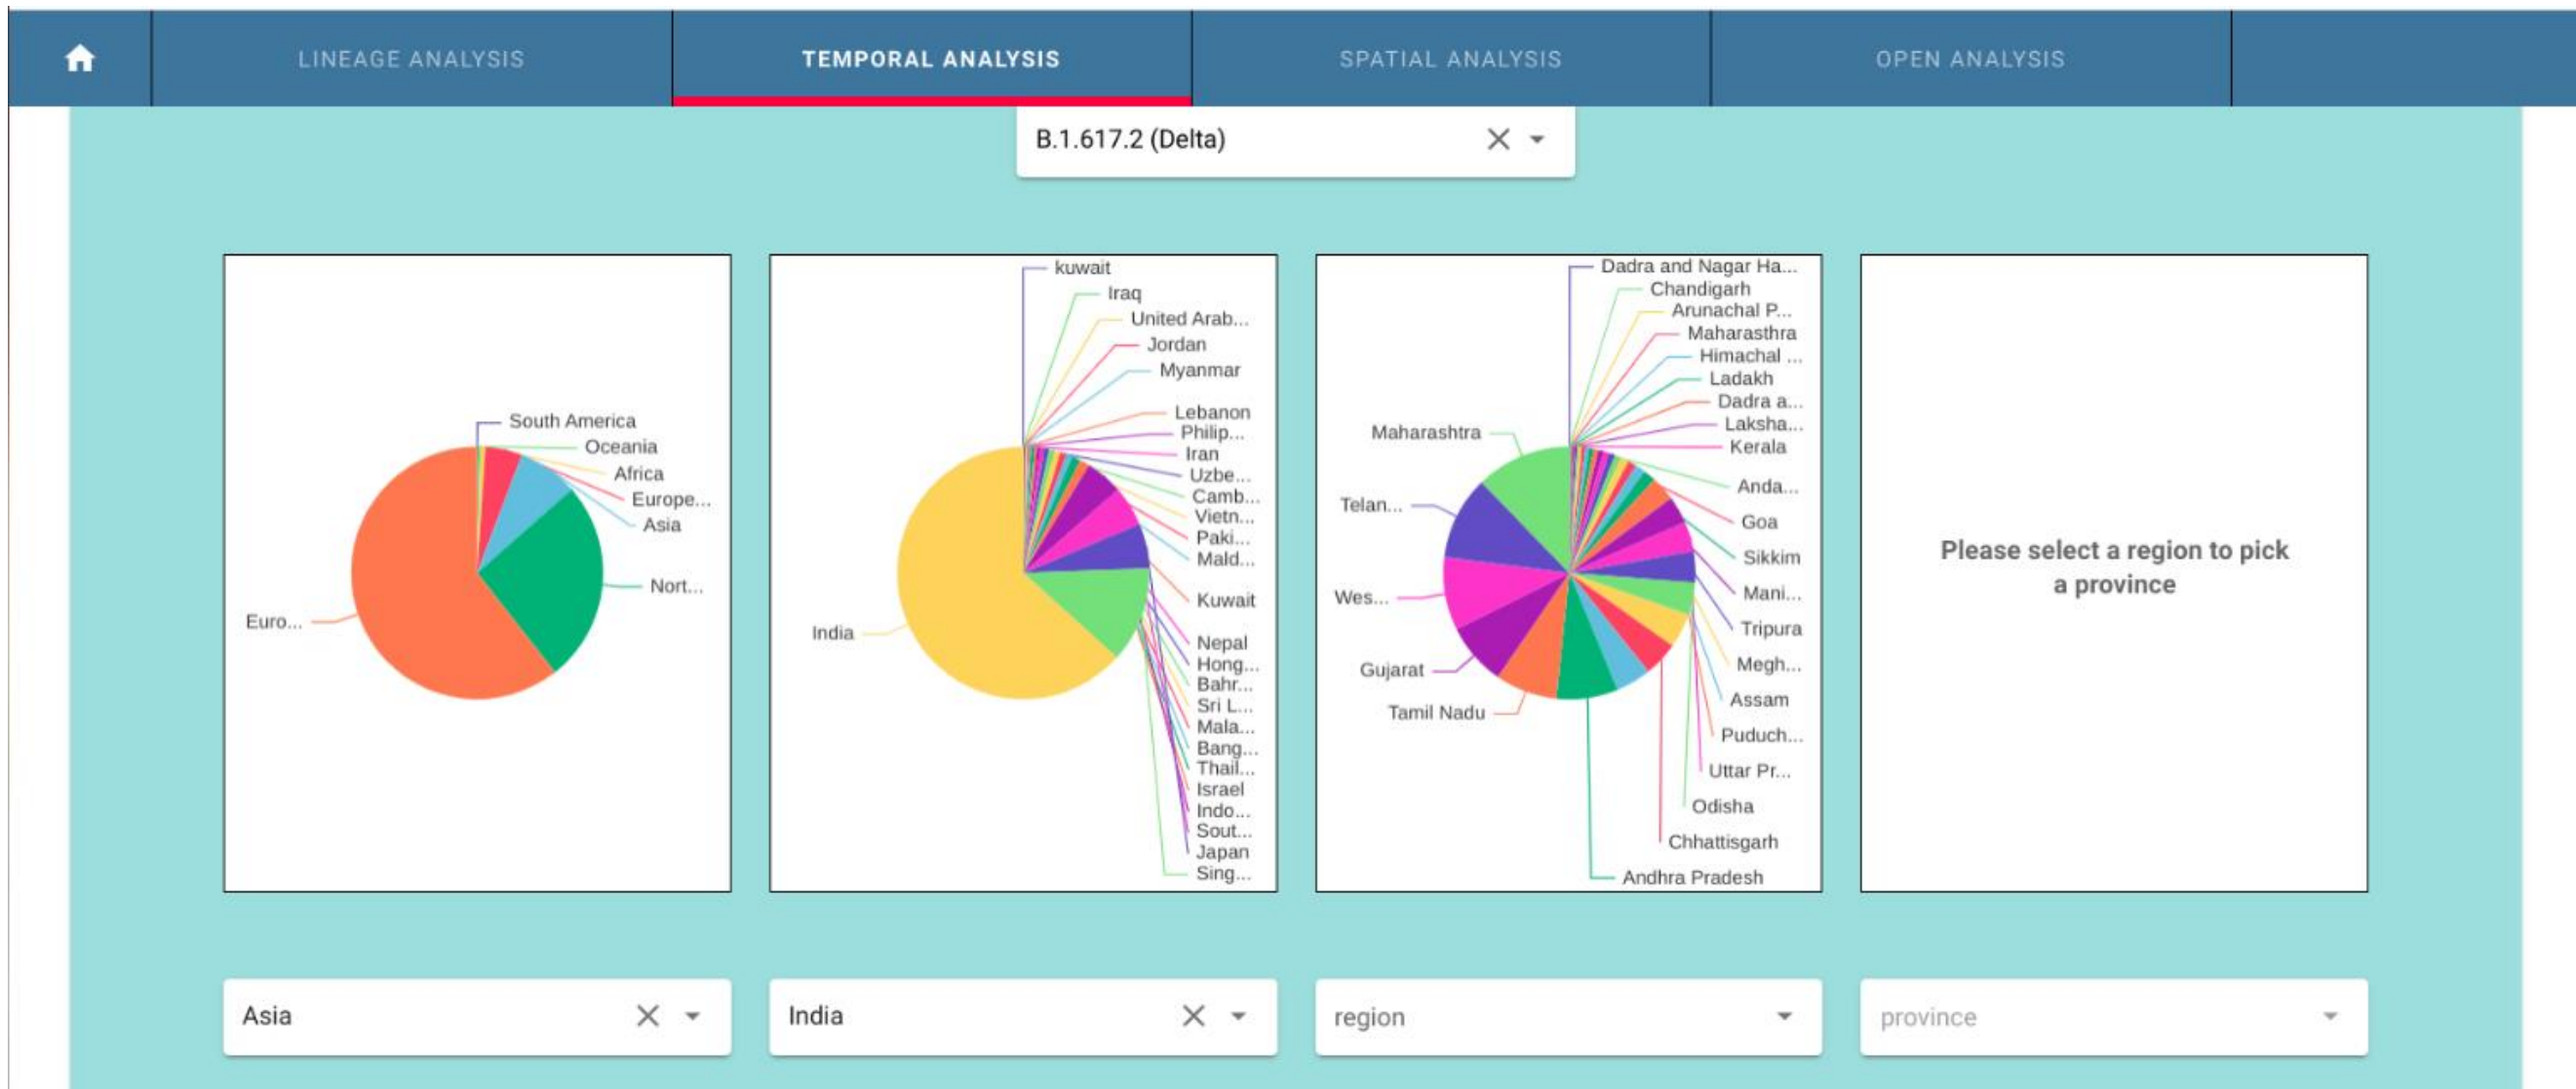 LINEAGE ANALYSIS
TEMPORAL ANALYSIS
SPATIAL ANALYSIS
OPEN ANALYSIS
B.1.617.2 (Delta)
South America
Oceania
Africa
Europe...
Asia
Nort...
Euro...
kuwait
Iraq
United Arab...
Jordan
Myanmar
Lebanon
Philip...
Iran
Uzbe...
Camb...
Vietn...
Paki...
Mald...
Kuwait
Nepal
Hong...
Bahr...
Sri L...
Mala...
Bang...
Thail...
Israel
Indo...
Sout...
Japan
Sing...
India
Dadra and Nagar Ha...
Chandigarh
Arunachal P...
Maharasthra
Himachal ...
Ladakh
Dadra a...
Laksha...
Kerala
Anda...
Goa
Sikkim
Mani...
Tripura
Megh...
Assam
Puduch...
Uttar Pr...
Odisha
Chhattisgarh
Andhra Pradesh
Tamil Nadu
Gujarat
Wes...
Telan...
Maharashtra
Please select a region to pick
a province
Asia
India
region
province